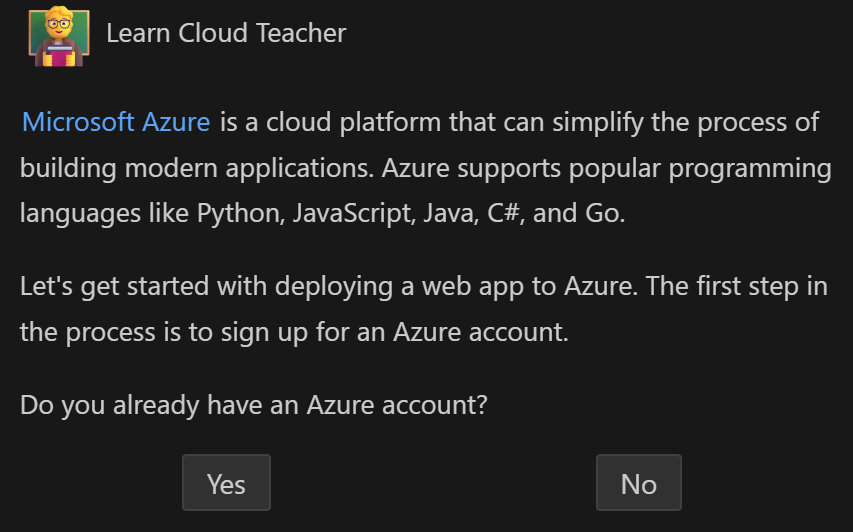 Learn Cloud Teacher
Microsoft Azure is a cloud platform that can simplify the process of
building modern applications. Azure supports popular programming
languages like Python, JavaScript, Java, C#, and Go.
Let's get started with deploying a web app to Azure. The first step in
the process is to sign up for an Azure account.
Do you already have an Azure account?
Yes
No